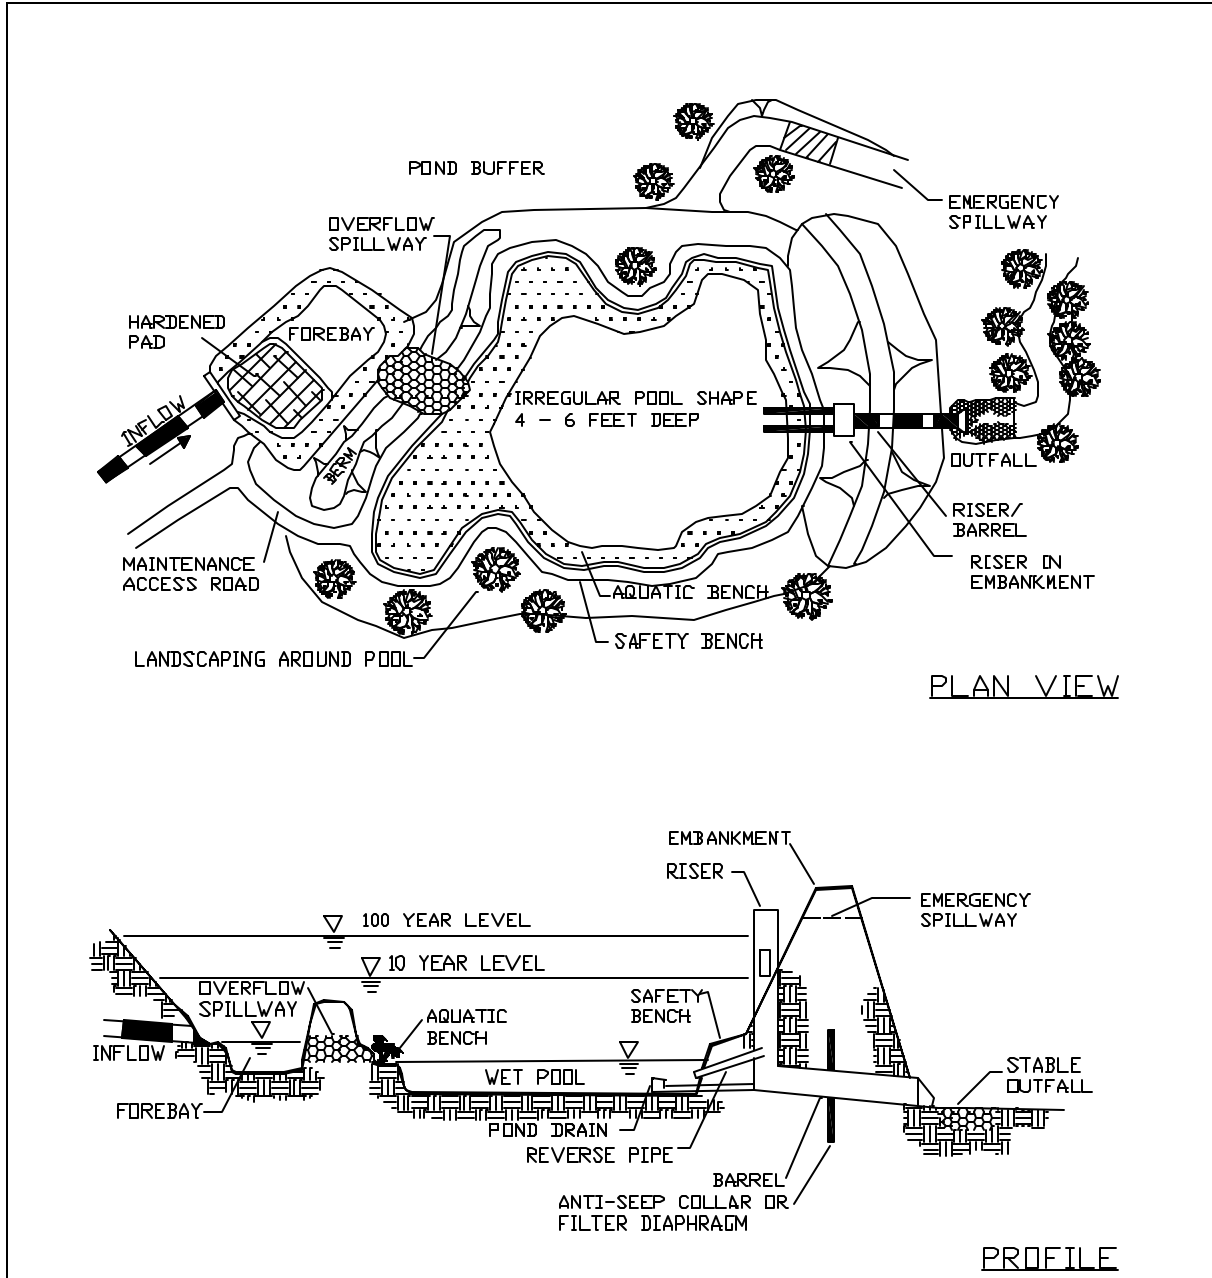 POND BUFFER
EMERGENCY
SPILLWAY
OVERFLOW
SPILLWAY
HARDENED
PAD
FOREBAY
IRREGULAR POOL SHAPE
4 - 6 FEET DEEP
INFLOW
BERM
OUTFALL
RISER/
BARREL
RISER IN
EMBANKMENT
MAINTENANCE
ACCESS ROAD
AQUATIC BENCH
SAFETY BENCH
LANDSCAPING AROUND POOL
PLAN VIEW
EMBANKMENT
RISER
EMERGENCY
SPILLWAY
100 YEAR LEVEL
10 YEAR LEVEL
OVERFLOW
SPILLWAY
SAFETY
BENCH
AQUATIC
BENCH
INFLOW
WET POOL
STABLE
OUTFALL
FOREBAY
POND DRAIN
REVERSE PIPE
BARREL
ANTI-SEEP COLLAR OR
FILTER DIAPHRAGM
PROFILE